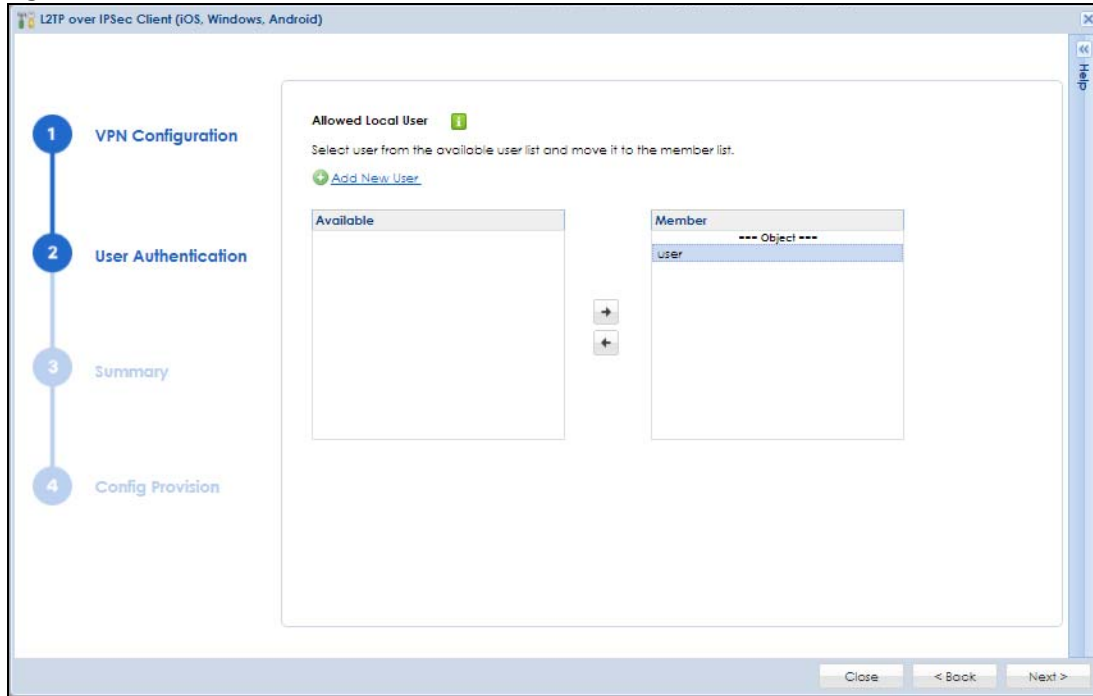 L2TP over IPSec Client (iOS, Windows, Android)
Help
1 VPN Configuration
2 User Authentication
3 Summary
4 Config Provision
Allowed Local User
Select user from the available user list and move it to the member list.
Add New User
Available
Member
=== Object ===
user
Close
< Back
Next >